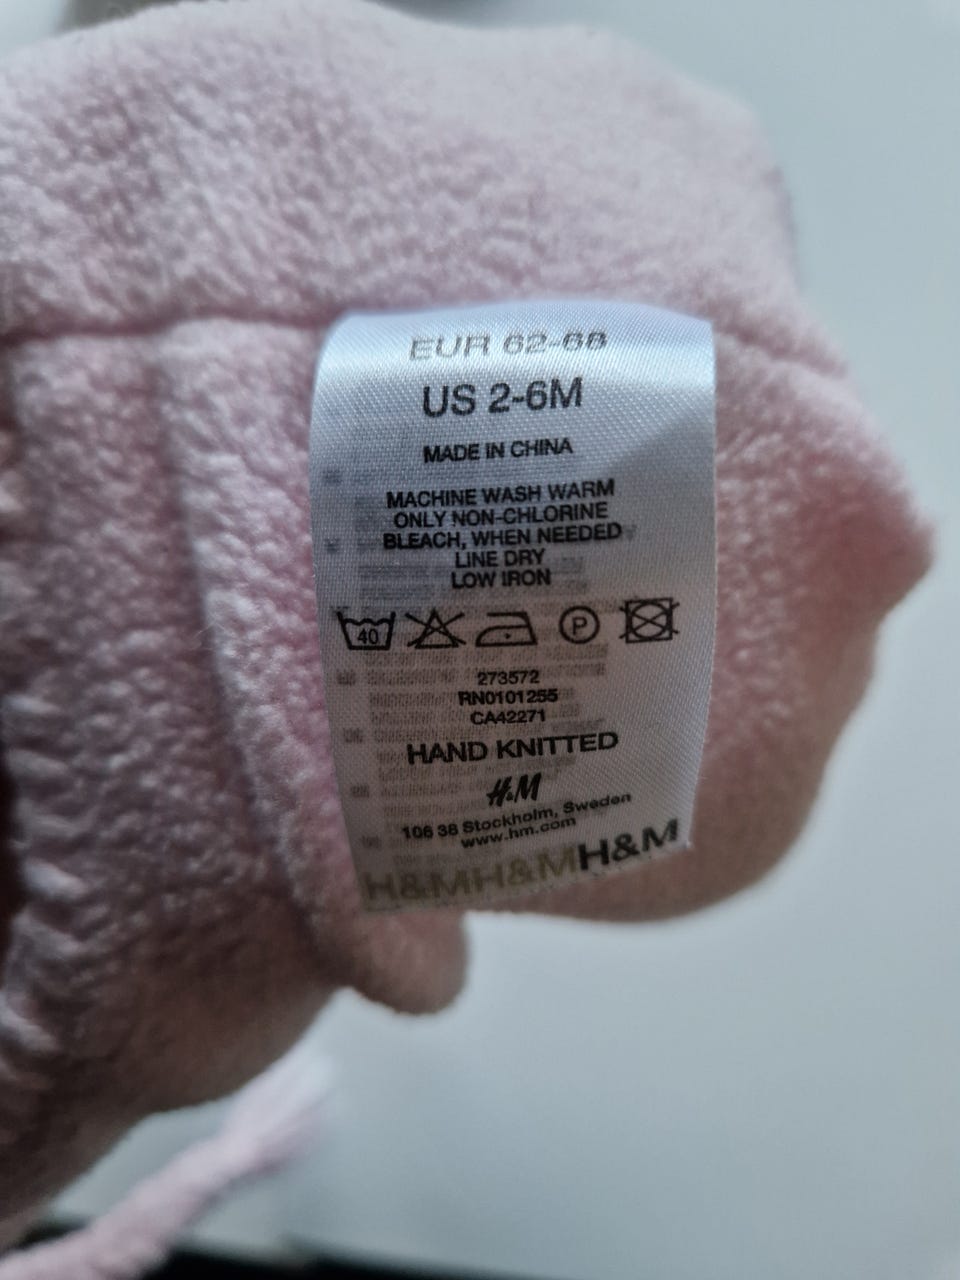 EUR 62-68
US 2-6M
MADE IN CHINA
MACHINE WASH WARM
ONLY NON-CHLORINE
BLEACH, WHEN NEEDED
LINE DRY
LOW IRON
40 P
273572
RN0101255
CA42271
HAND KNITTED
H&M
106 38 Stockholm, Sweden
www.hm.com
H&MH&MH&M